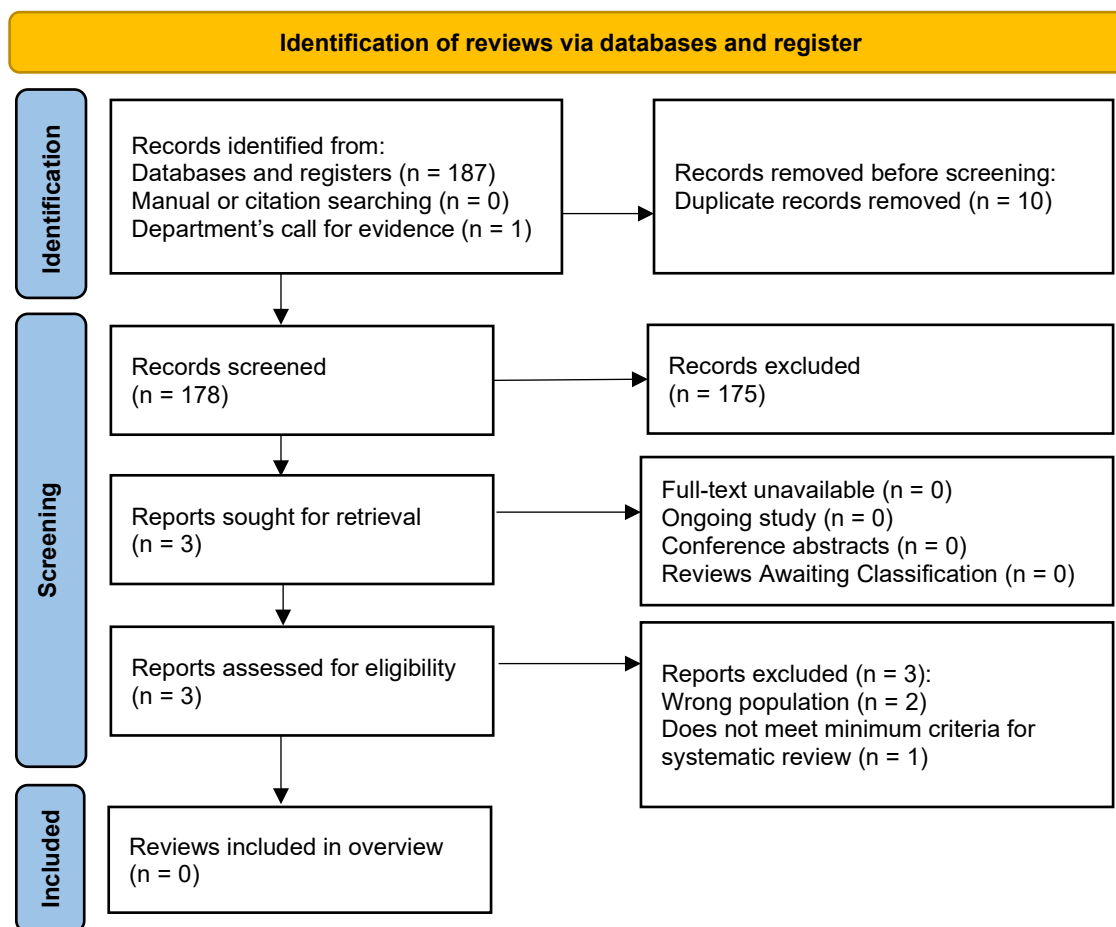 Identification of reviews via databases and register
Identification
Records identified from:
Databases and registers (n = 187)
Manual or citation searching (n = 0)
Department’s call for evidence (n = 1)
Records removed before screening:
Duplicate records removed (n = 10)
Screening
Records screened
(n = 178)
Records excluded
(n = 175)
Reports sought for retrieval
(n = 3)
Full-text unavailable (n = 0)
Ongoing study (n = 0)
Conference abstracts (n = 0)
Reviews Awaiting Classification (n = 0)
Reports assessed for eligibility
(n = 3)
Reports excluded (n = 3):
Wrong population (n = 2)
Does not meet minimum criteria for
systematic review (n = 1)
Included
Reviews included in overview
(n = 0)